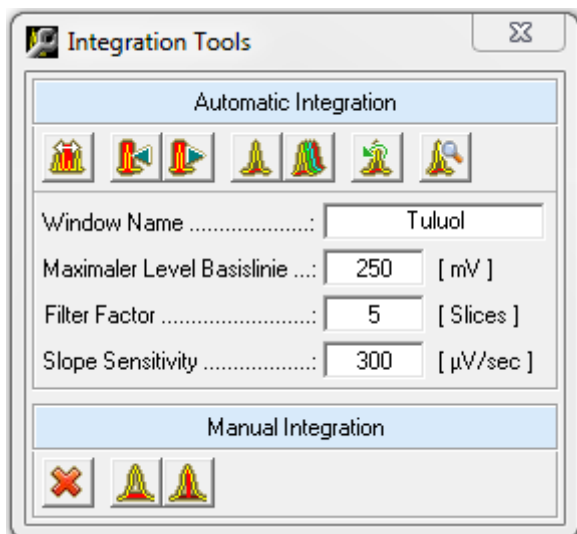 Integration Tools
Automatic Integration
Window Name ....................: Tuluol
Maximaler Level Basislinie ...: 250 [ mV ]
Filter Factor ..........................: 5 [ Slices ]
Slope Sensitivity ...................: 300 [ µV/sec ]
Manual Integration